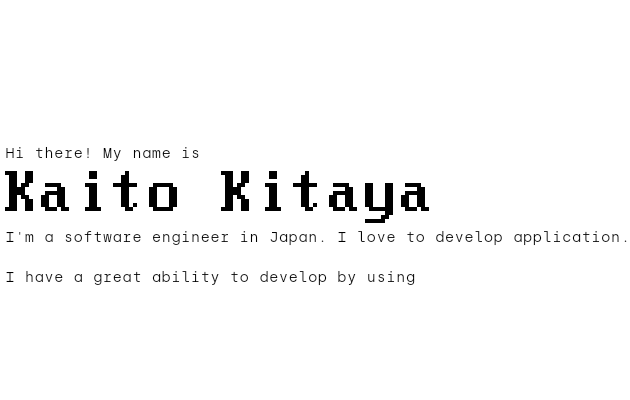 Hi there! My name is
Kaito Kitaya
I'm a software engineer in Japan. I love to develop application.
I have a great ability to develop by using